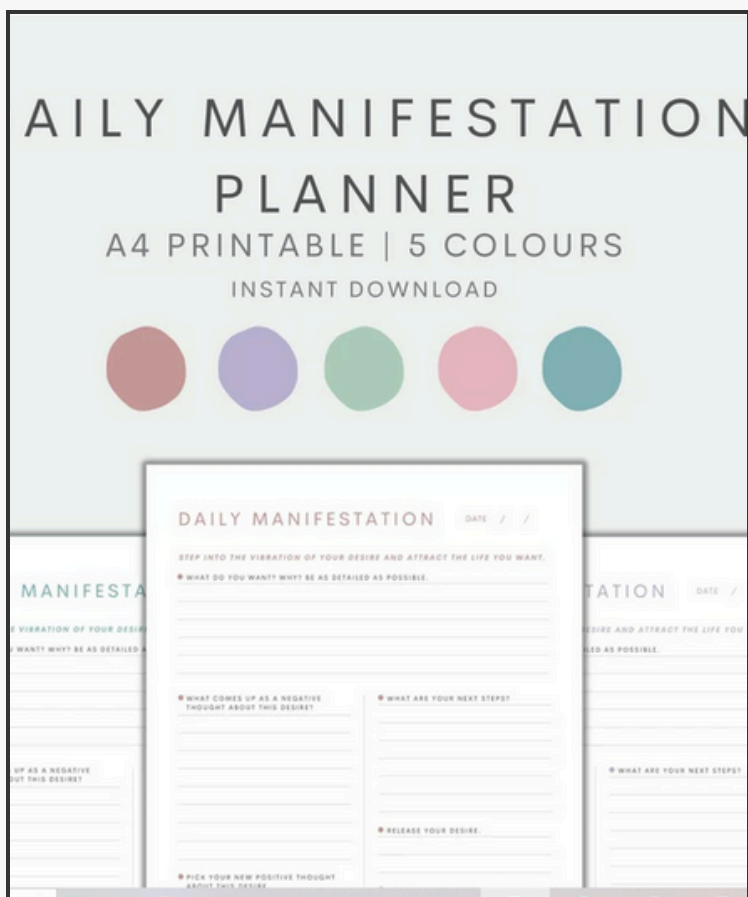 AILY MANIFESTATION
PLANNER
A4 PRINTABLE | 5 COLOURS
INSTANT DOWNLOAD
DAILY MANIFESTATION
DATE / /
STEP INTO THE VIBRATION OF YOUR DESIRE AND ATTRACT THE LIFE YOU WANT.
WHAT DO YOU WANT? WHY? BE AS DETAILED AS POSSIBLE.
WHAT COMES UP AS A NEGATIVE
THOUGHT ABOUT THIS DESIRE?
PICK YOUR NEW POSITIVE THOUGHT
ABOUT THIS DESIRE
WHAT ARE YOUR NEXT STEPS?
RELEASE YOUR DESIRE.
MANIFESTA
E VIBRATION OF YOUR DESIR
WANT? WHY? BE AS DETAILED A
UP AS A NEGATIVE
OUT THIS DESIRE?
TATION
DATE /
ESIRE AND ATTRACT THE LIFE YOU
LED AS POSSIBLE.
WHAT ARE YOUR NEXT STEPS?